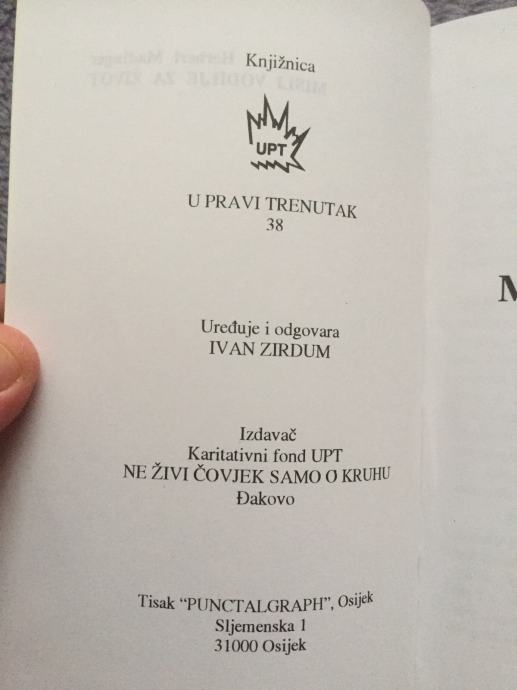 Knjižnica
UPT
U PRAVI TRENUTAK
38
Uređuje i odgovara
IVAN ZIRDUM
Izdavač
Karitativni fond UPT
NE ŽIVI ČOVJEK SAMO O KRUHU
Đakovo
Tisak “PUNCTALGRAPH”, Osijek
Sljemenska 1
31000 Osijek
M